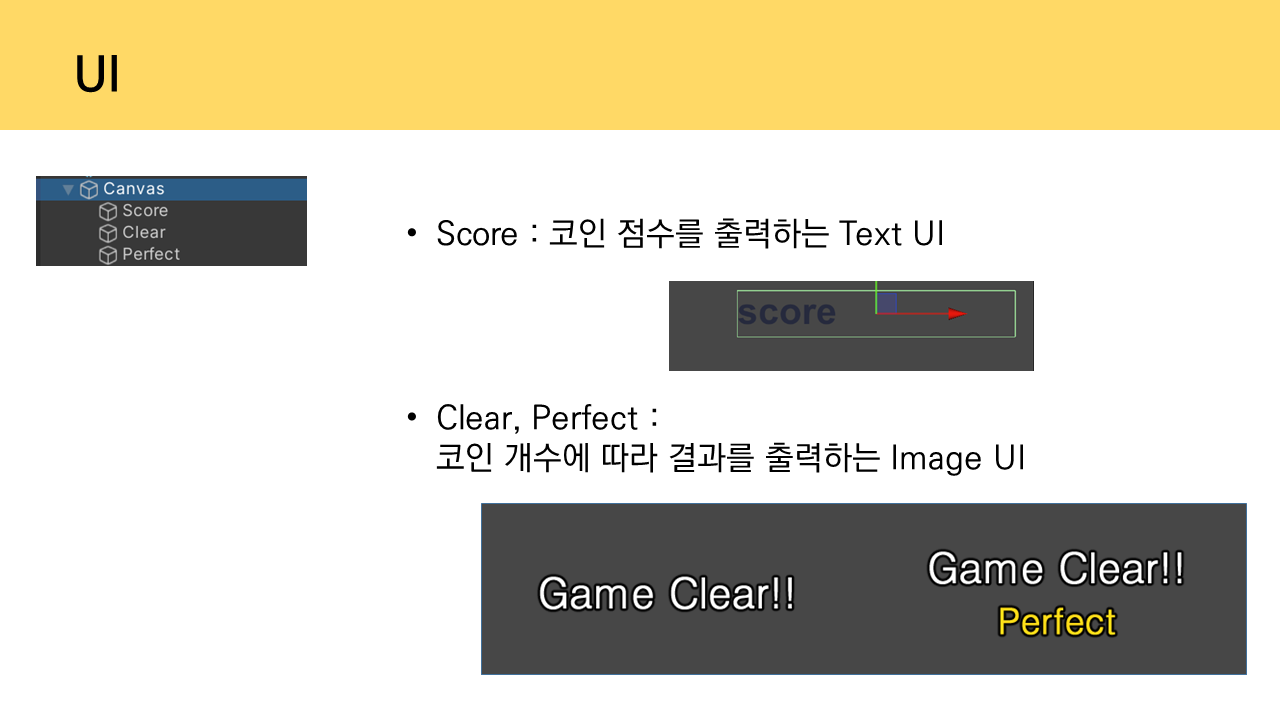 UI
Canvas
Score
Clear
Perfect
• Score : 코인 점수를 출력하는 Text UI
score
• Clear, Perfect :
코인 개수에 따라 결과를 출력하는 Image UI
Game Clear!!
Game Clear!!
Perfect